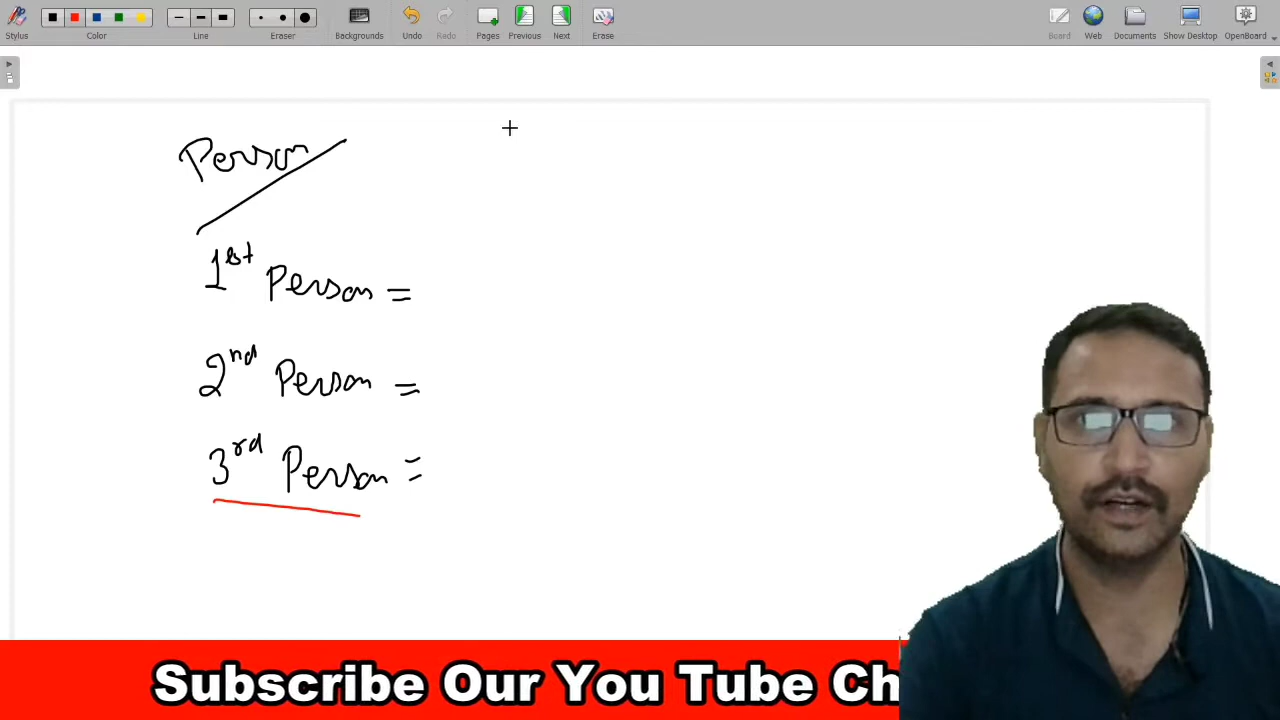 Stylus Color Line Eraser Backgrounds Undo Redo Pages Previous Next Erase Board Web Documents Show Desktop OpenBoard
Person
1st Person =
2nd Person =
3rd Person =
Subscribe Our You Tube Ch